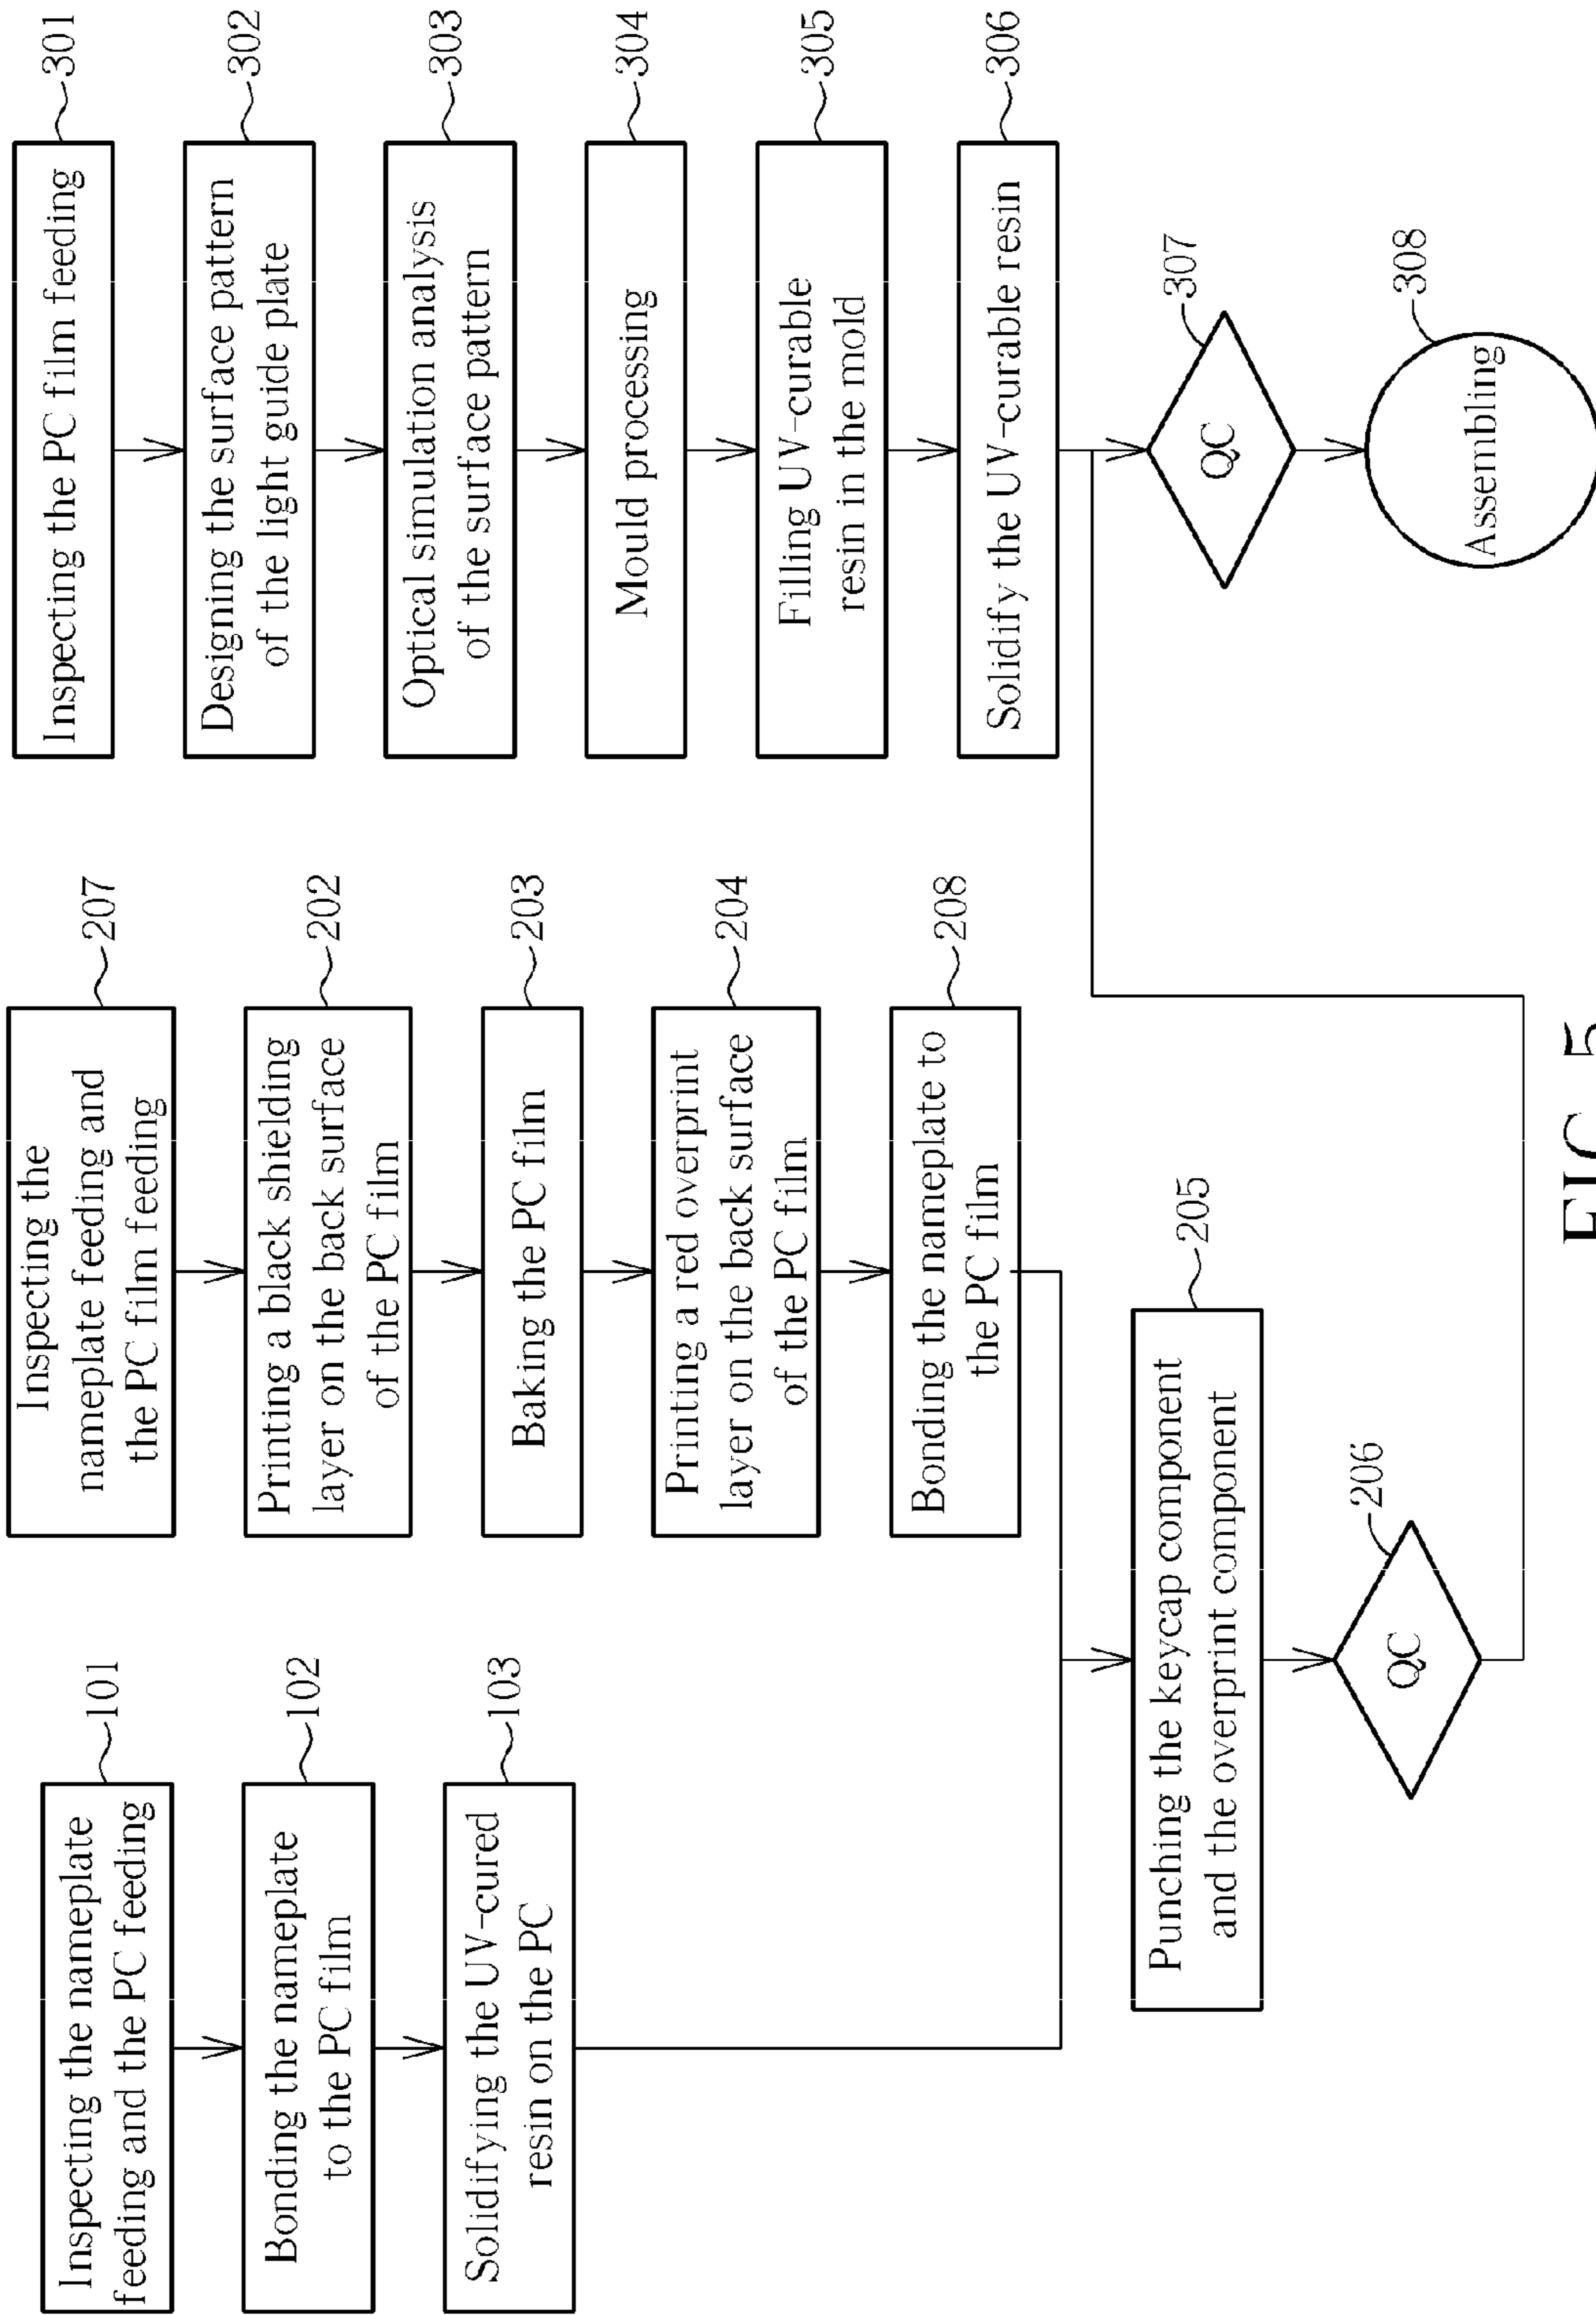 Inspecting the nameplate
feeding and the PC feeding
101
Bonding the nameplate
to the PC film
102
Solidifying the UV-cured
resin on the PC
103
Inspecting the
nameplate feeding and
the PC film feeding
207
Printing a black shielding
layer on the back surface
of the PC film
202
Baking the PC film
203
Printing a red overprint
layer on the back surface
of the PC film
204
Bonding the nameplate to
the PC film
208
Punching the keycap component
and the overprint component
205
QC
206
Inspecting the PC film feeding
301
Designing the surface pattern
of the light guide plate
302
Optical simulation analysis
of the surface pattern
303
Mould processing
304
Filling UV-curable
resin in the mold
305
Solidify the UV-curable resin
306
QC
307
Assembling
308
FIG. 5